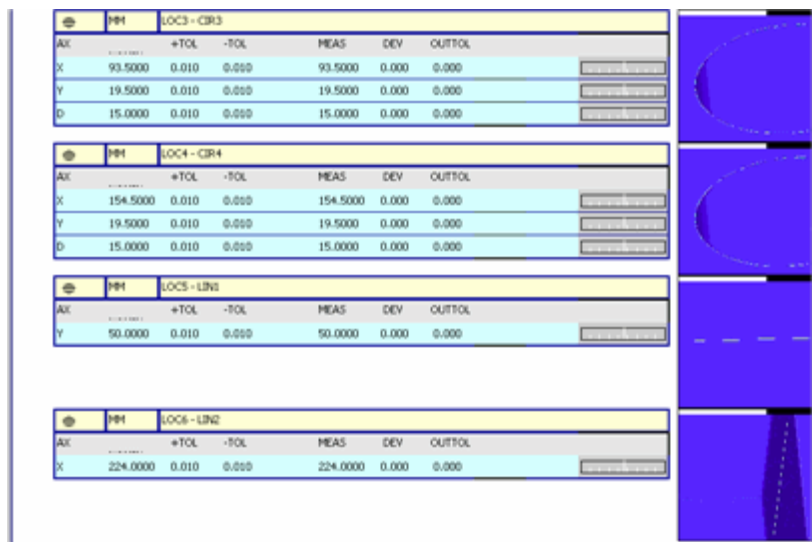 MM LOC3 - CIR3
AX +TOL -TOL MEAS DEV OUTTOL
X 93.5000 0.010 0.010 93.5000 0.000 0.000
Y 19.5000 0.010 0.010 19.5000 0.000 0.000
D 15.0000 0.010 0.010 15.0000 0.000 0.000
MM LOC4 - CIR4
AX +TOL -TOL MEAS DEV OUTTOL
X 154.5000 0.010 0.010 154.5000 0.000 0.000
Y 19.5000 0.010 0.010 19.5000 0.000 0.000
D 15.0000 0.010 0.010 15.0000 0.000 0.000
MM LOC5 - LIN1
AX +TOL -TOL MEAS DEV OUTTOL
Y 50.0000 0.010 0.010 50.0000 0.000 0.000
MM LOC6 - LIN2
AX +TOL -TOL MEAS DEV OUTTOL
X 224.0000 0.010 0.010 224.0000 0.000 0.000